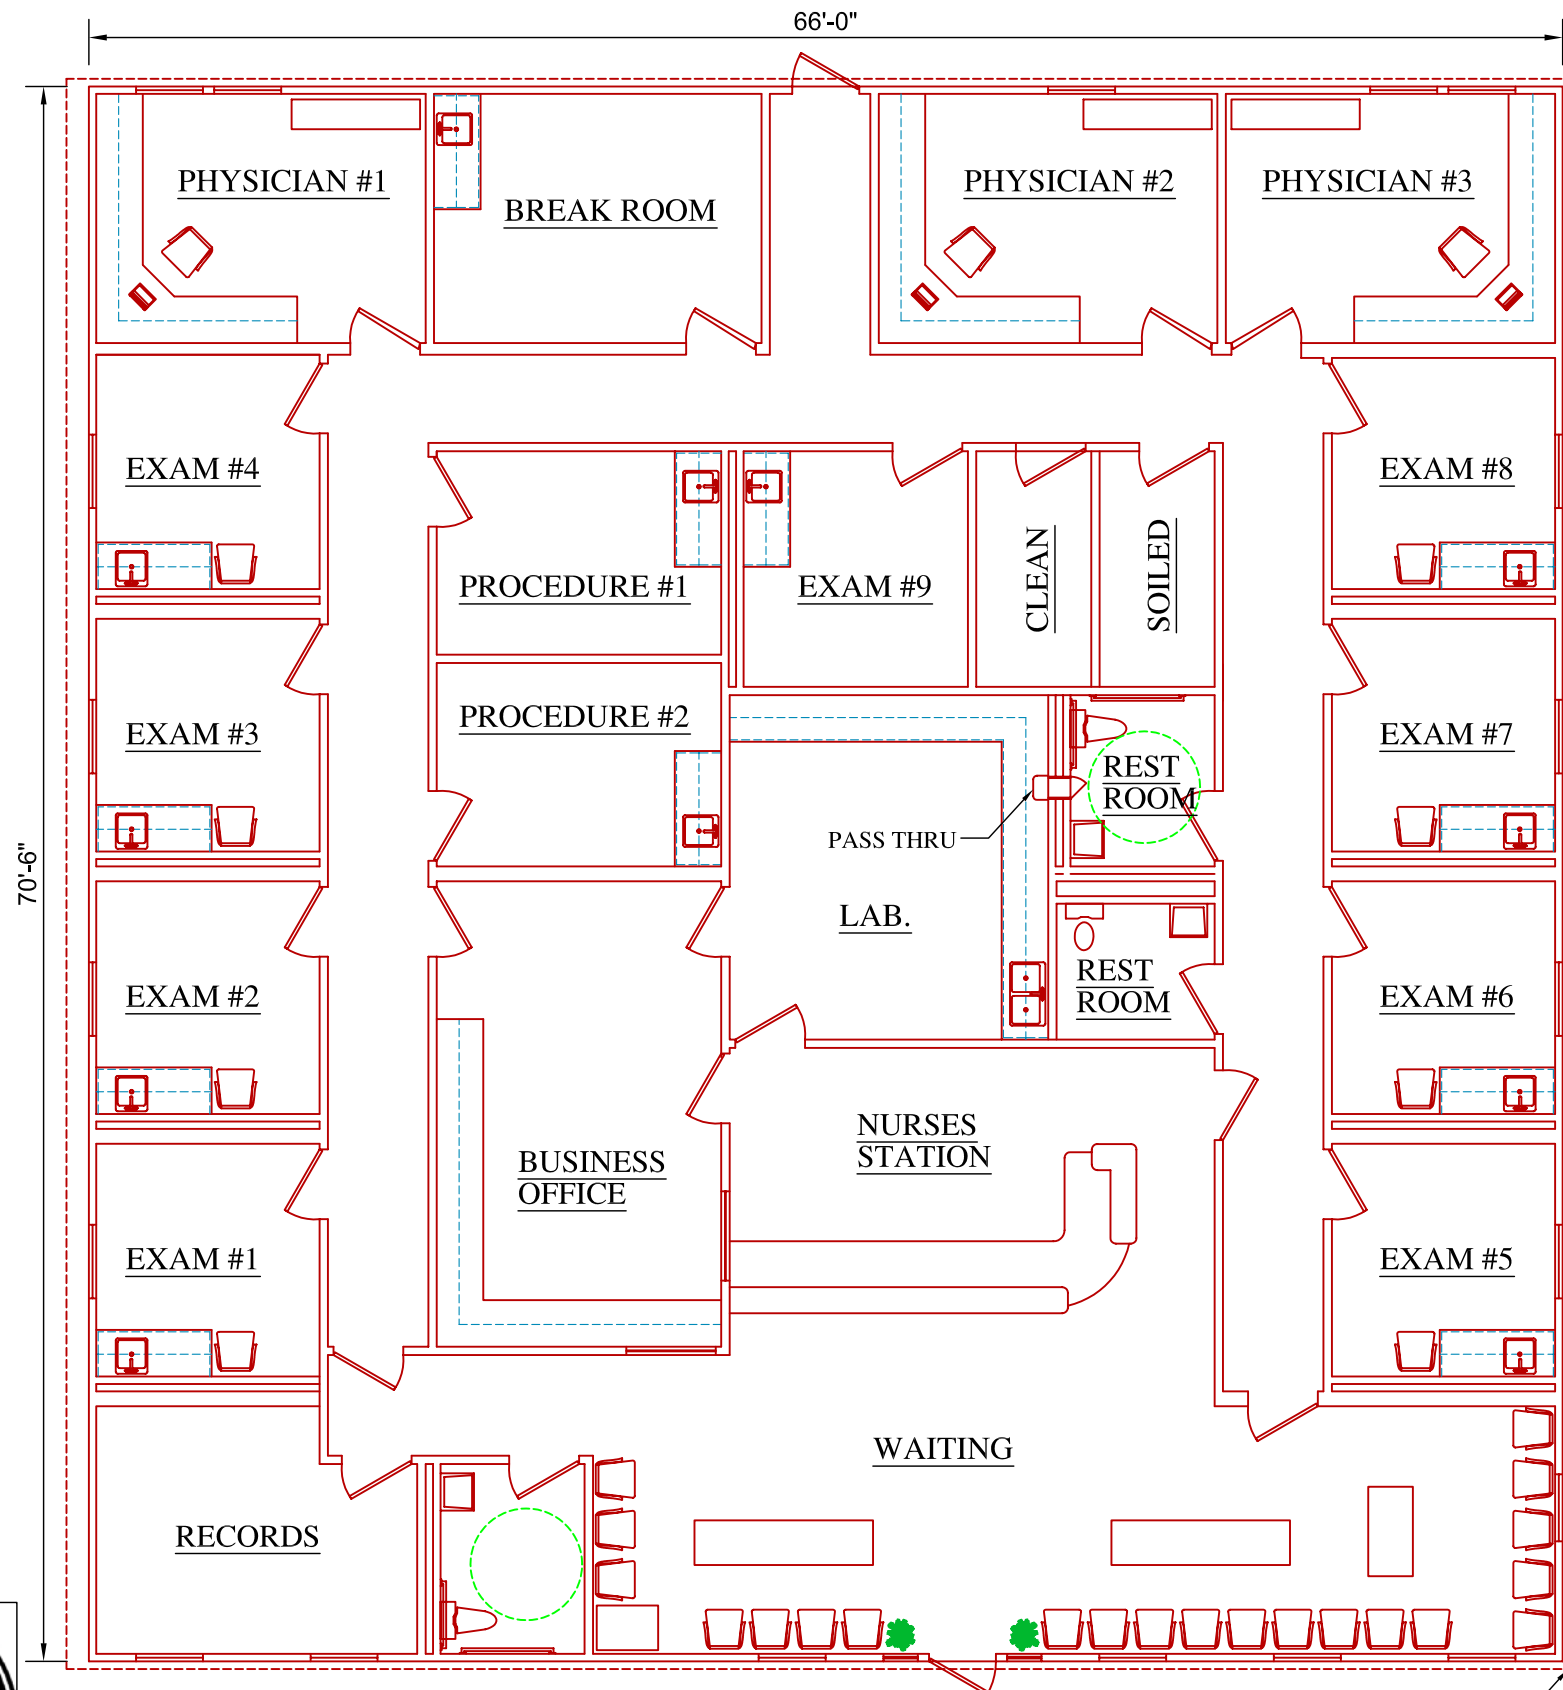 66'-0"
PHYSICIAN #1
BREAK ROOM
PHYSICIAN #2
PHYSICIAN #3
EXAM #4
PROCEDURE #1
EXAM #9
CLEAN
SOILED
EXAM #8
EXAM #3
PROCEDURE #2
REST
ROOM
EXAM #7
PASS THRU
70'-6"
LAB.
EXAM #2
REST
ROOM
EXAM #6
NURSES
STATION
BUSINESS
OFFICE
EXAM #1
EXAM #5
WAITING
RECORDS